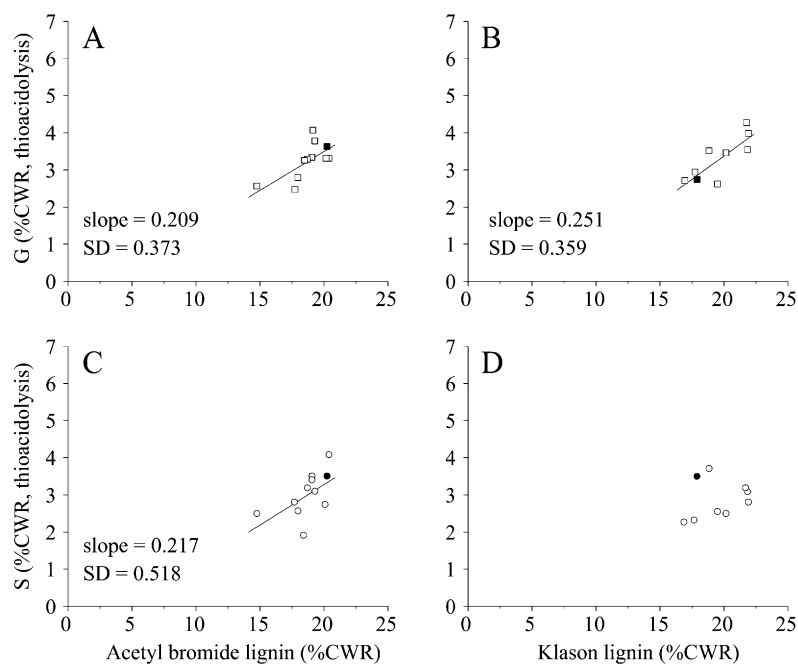 A
7
6
5
4
3
2
1
0
G (%CWR, thioacidolysis)
slope = 0.209
SD = 0.373
0 5 10 15 20 25
B
7
6
5
4
3
2
1
0
slope = 0.251
SD = 0.359
0 5 10 15 20 25
C
7
6
5
4
3
2
1
0
S (%CWR, thioacidolysis)
slope = 0.217
SD = 0.518
0 5 10 15 20 25
Acetyl bromide lignin (%CWR)
D
7
6
5
4
3
2
1
0
0 5 10 15 20 25
Klason lignin (%CWR)